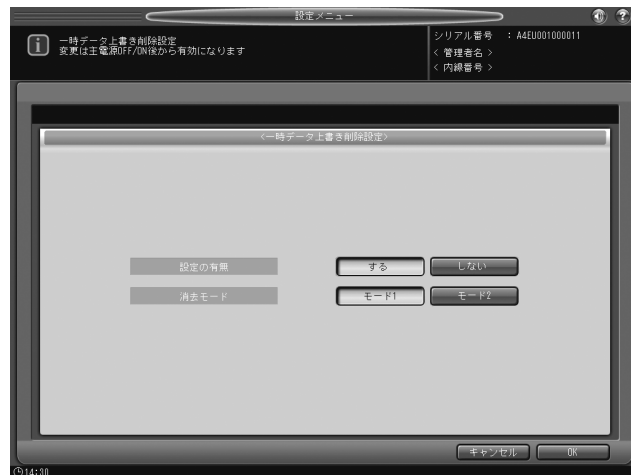 設定メニュー
一時データ上書き削除設定
変更は主電源OFF/ON後から有効になります
シリアル番号 : A4EU001000011
< 管理者名 >
< 内線番号 >
<一時データ上書き削除設定>
設定の有無 する しない
消去モード モード1 モード2
キャンセル OK
14:30